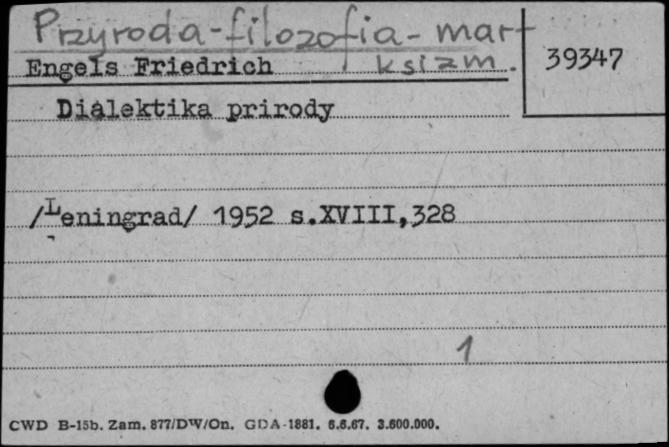 Przyroda-filozofia-mark
ksizm.
39347
Engels Friedrich
Dialektika prirody
/Leningrad/ 1952 s.XVIII,328
1
CWD B-15b. Zam. 877/DW/On. GDA-1881. 6.6.67. 3.600.000.